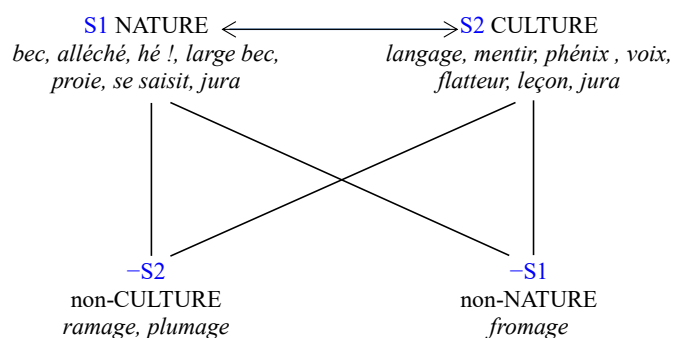 S1 NATURE
S2 CULTURE
bec, alléché, hé !, large bec,
proie, se saisit, jura
langage, mentir, phénix , voix,
flatteur, leçon, jura
−S2
non-CULTURE
ramage, plumage
−S1
non-NATURE
fromage